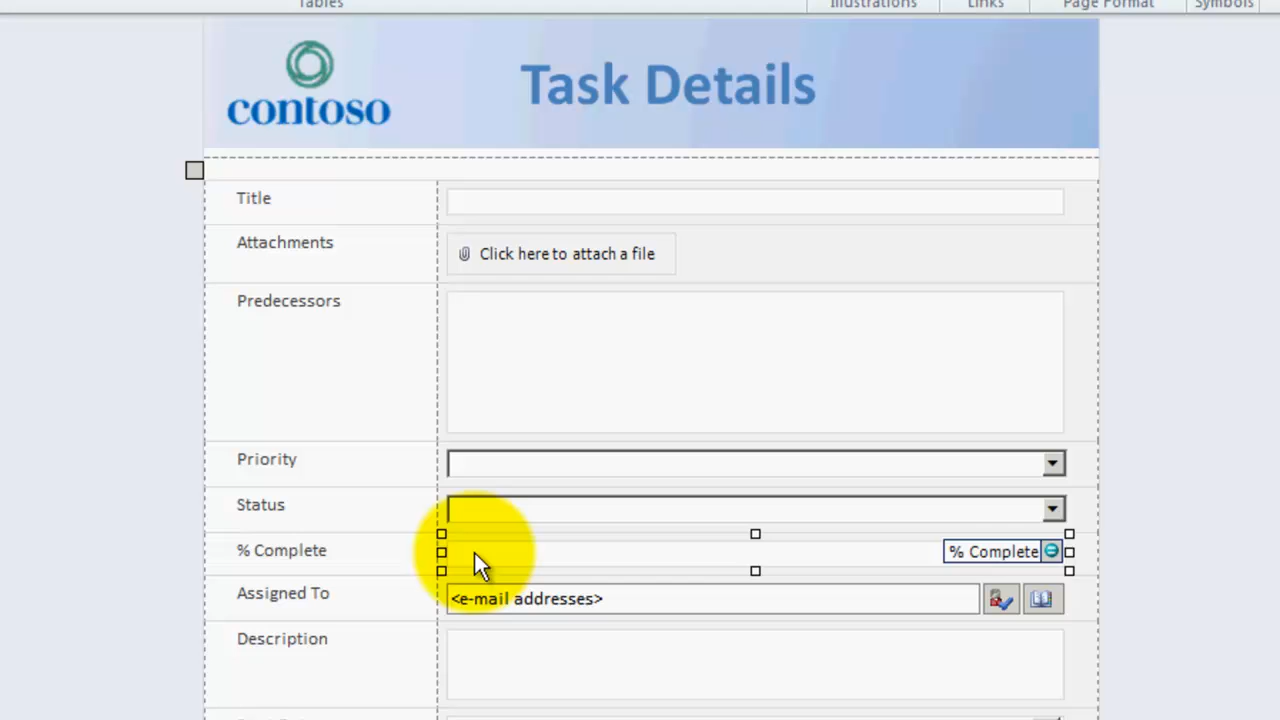 Tables Illustrations Links Page Format Symbols
contoso
Task Details
Title
Attachments
Click here to attach a file
Predecessors
Priority
Status
% Complete
% Complete
Assigned To
<e-mail addresses>
Description